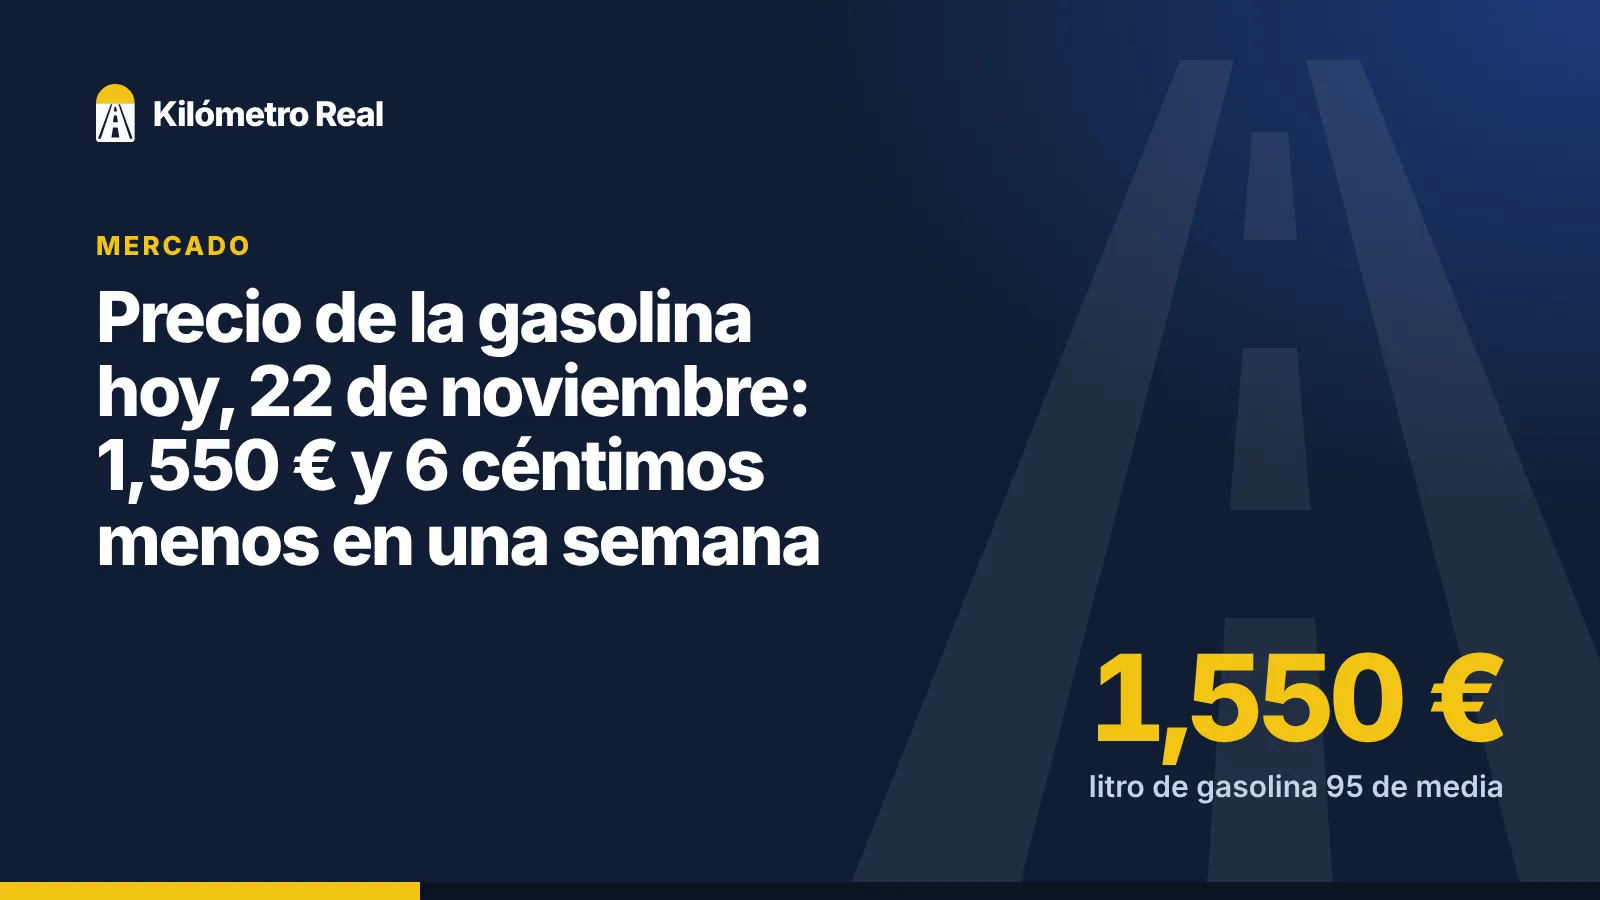 Kilómetro Real
MERCADO
Precio de la gasolina
hoy, 22 de noviembre:
1,550 € y 6 céntimos
menos en una semana
1,550 €
litro de gasolina 95 de media